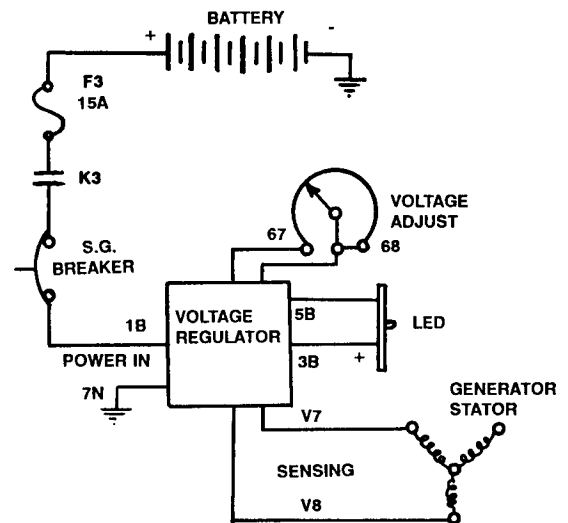 BATTERY
+ -
F3
15A
K3
S.G.
BREAKER
VOLTAGE
ADJUST
67
68
1B
VOLTAGE
REGULATOR
5B
LED
POWER IN
3B
+
7N
GENERATOR
STATOR
V7
SENSING
V8